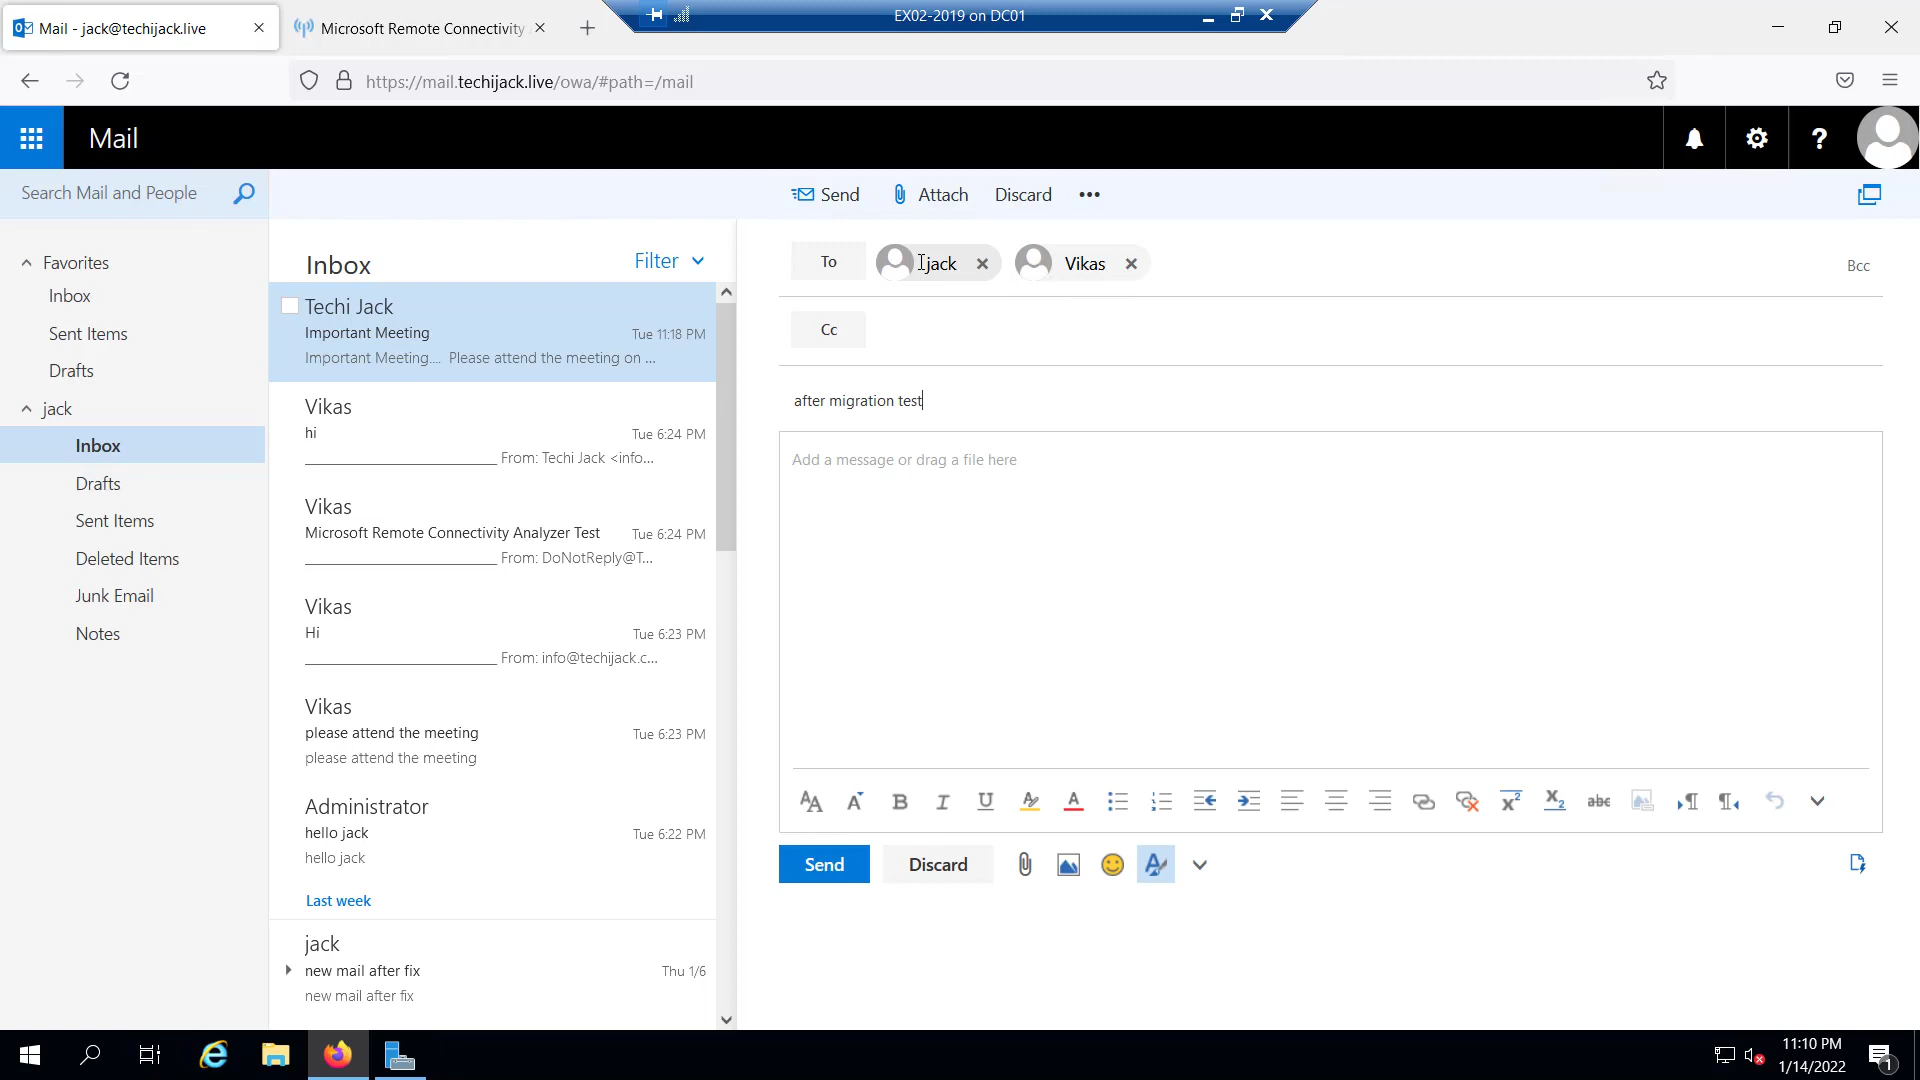 Mail - jack@techijack.live
Microsoft Remote Connectivity
EX02-2019 on DC01
https://mail.techijack.live/owa/#path=/mail
Mail
Search Mail and People
Send
Attach
Discard
Favorites
Inbox
Sent Items
Drafts
jack
Inbox
Drafts
Sent Items
Deleted Items
Junk Email
Notes
Inbox
Filter
Techi Jack
Important Meeting
Tue 11:18 PM
Important Meeting.... Please attend the meeting on ...
Vikas
hi
Tue 6:24 PM
From: Techi Jack <info...
Vikas
Microsoft Remote Connectivity Analyzer Test
Tue 6:24 PM
From: DoNotReply@T...
Vikas
Hi
Tue 6:23 PM
From: info@techijack.c...
Vikas
please attend the meeting
Tue 6:23 PM
please attend the meeting
Administrator
hello jack
Tue 6:22 PM
hello jack
Last week
jack
new mail after fix
Thu 1/6
new mail after fix
To
jack
Vikas
Bcc
Cc
after migration test
Add a message or drag a file here
abc
Send
Discard
11:10 PM
1/14/2022
1